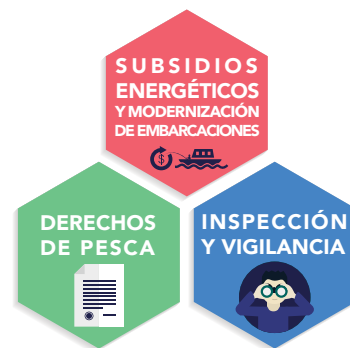 SUBSIDIOS
ENERGÉTICOS
Y MODERNIZACIÓN
DE EMBARCACIONES
$
DERECHOS
DE PESCA
INSPECCIÓN
Y VIGILANCIA